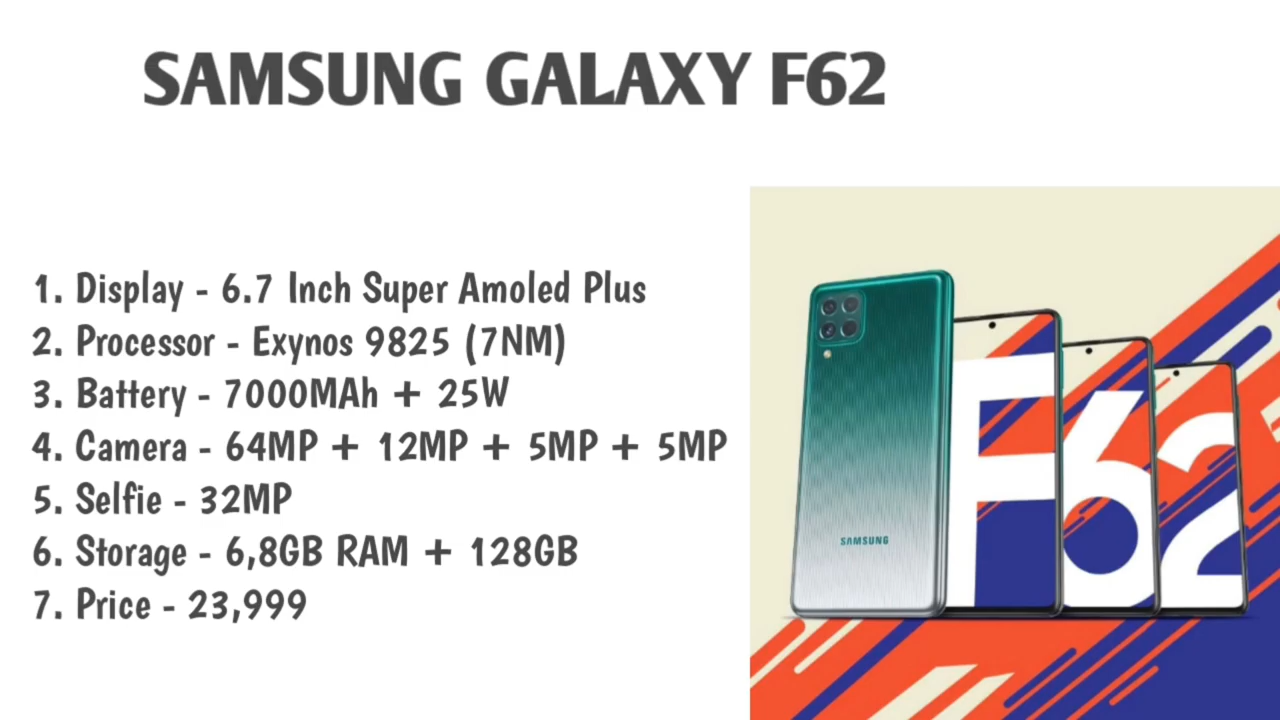 SAMSUNG GALAXY F62
1. Display - 6.7 Inch Super Amoled Plus
2. Processor - Exynos 9825 (7NM)
3. Battery - 7000MAh + 25W
4. Camera - 64MP + 12MP + 5MP + 5MP
5. Selfie - 32MP
6. Storage - 6,8GB RAM + 128GB
7. Price - 23,999
SAMSUNG
F62